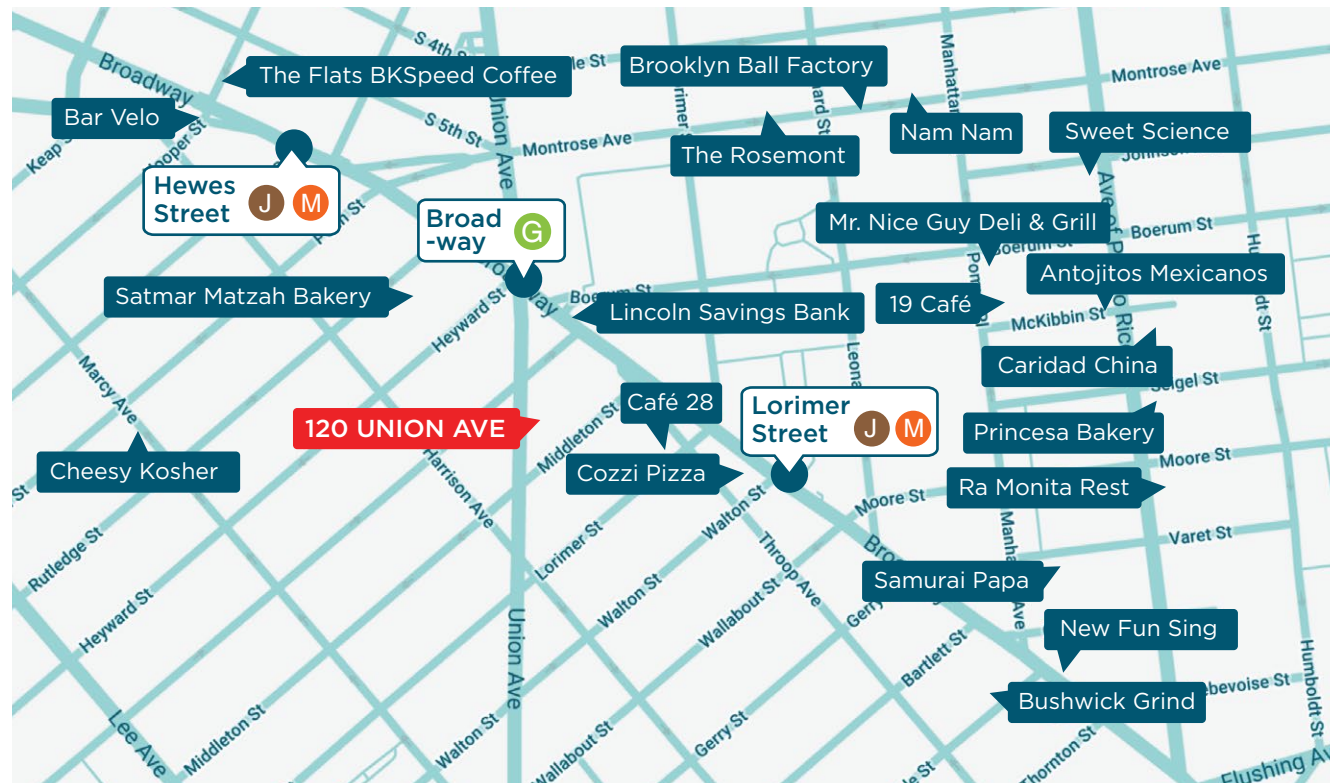 S 4th St
Broadway
The Flats BKSpeed Coffee
Brooklyn Ball Factory
Manhattan
Montrose Ave
Bar Velo
Union Ave
S 5th St
Montrose Ave
The Rosemont
Nam Nam
Sweet Science
Hewes
Street
J M
Broad
-way
G
Mr. Nice Guy Deli & Grill
Boerum St
Boerum St
Antojitos Mexicanos
Satmar Matzah Bakery
Heyward St
Boerum St
Lincoln Savings Bank
19 Café
McKibbin St
Caridad China
Marcy Ave
120 UNION AVE
Café 28
Middleton St
Lorimer
Street
J M
Princesa Bakery
Cheesy Kosher
Harrison Ave
Cozzi Pizza
Moore St
Ra Monita Rest
Moore St
Walton St
Rutledge St
Lorimer St
Throop Ave
Varet St
Samurai Papa
Heyward St
Walton St
Wallabout St
Union Ave
New Fun Sing
Bartlett St
Humboldt St
Bushwick Grind
Lee Ave
Middleton St
Walton St
Wallabout St
Gerry St
Thornton St